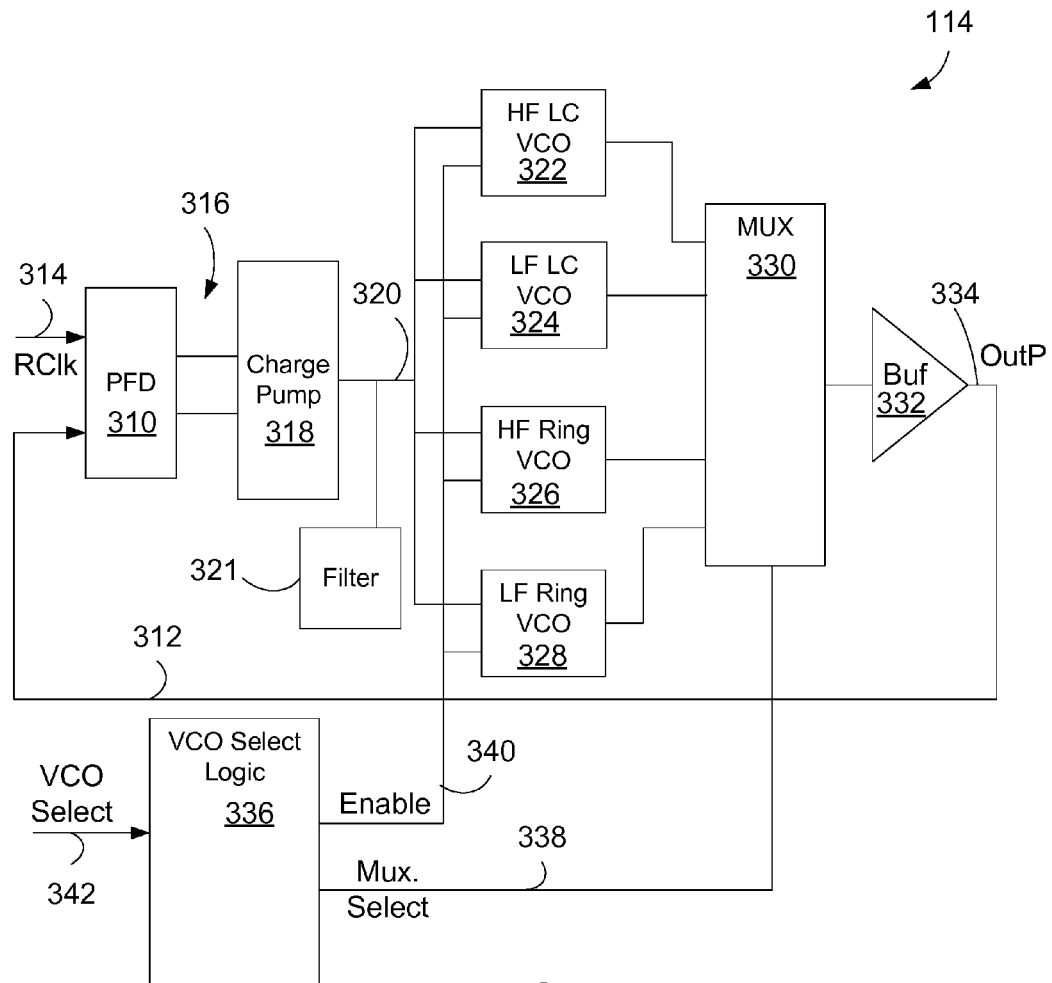 114
HF LC
VCO
322
316
MUX
330
314
RClk
LF LC
VCO
324
320
334
OutP
PFD
310
Charge
Pump
318
Buf
332
HF Ring
VCO
326
321
Filter
LF Ring
VCO
328
312
VCO Select
Logic
336
VCO
Select
342
340
Enable
338
Mux.
Select